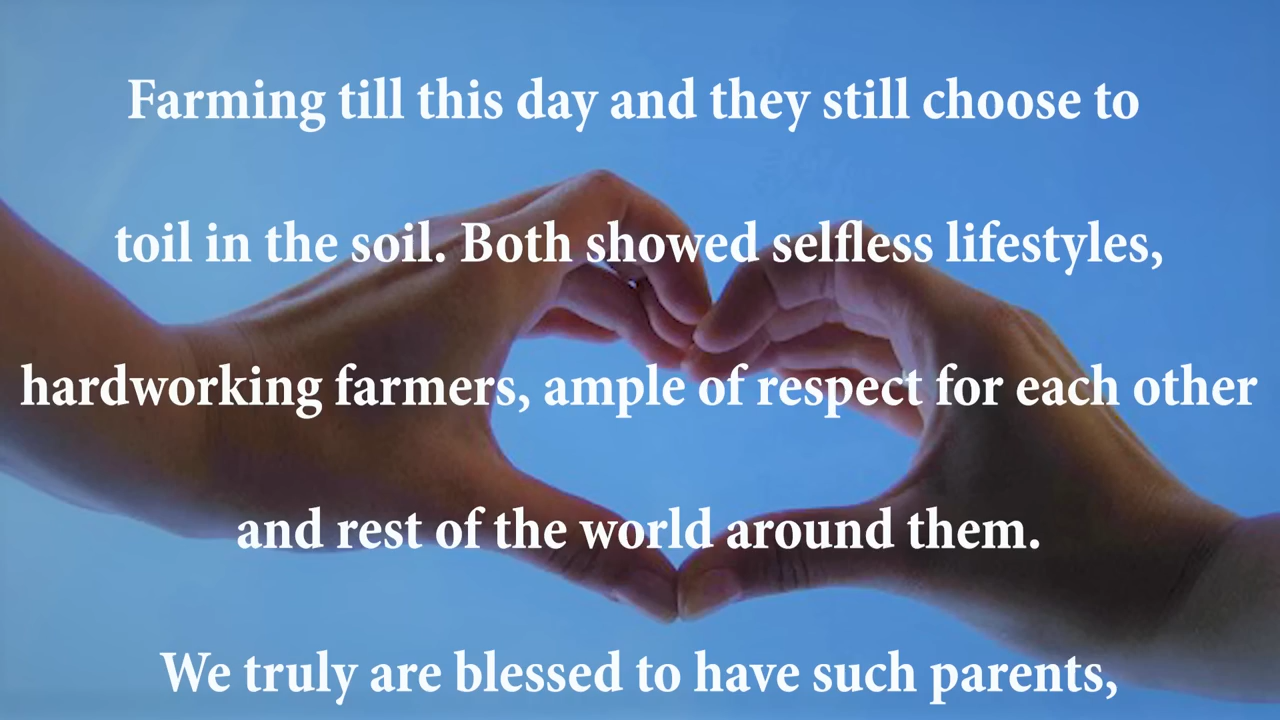 Farming till this day and they still choose to
toil in the soil. Both showed selfless lifestyles,
hardworking farmers, ample of respect for each other
and rest of the world around them.
We truly are blessed to have such parents,